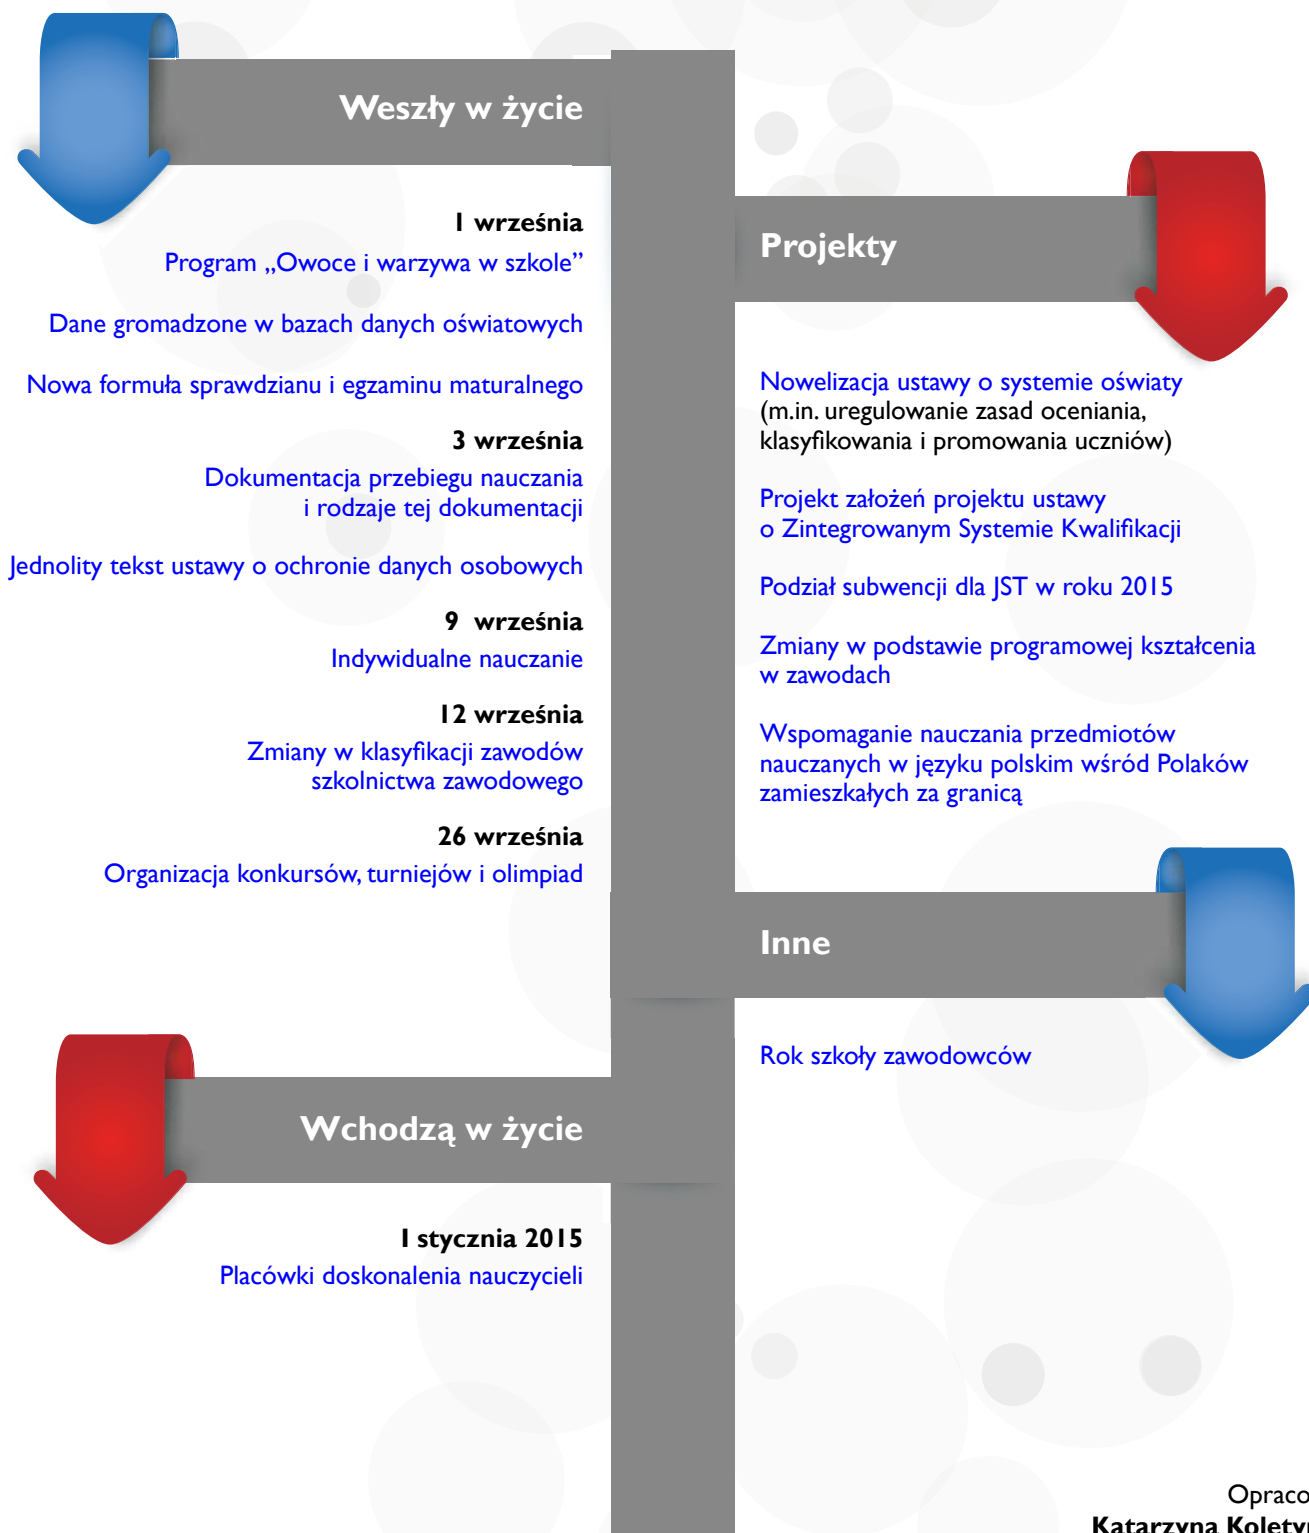 Weszły w życie
1 września
Program „Owoce i warzywa w szkole”
Dane gromadzone w bazach danych oświatowych
Nowa formuła sprawdzianu i egzaminu maturalnego
3 września
Dokumentacja przebiegu nauczania
i rodzaje tej dokumentacji
Jednolity tekst ustawy o ochronie danych osobowych
9 września
Indywidualne nauczanie
12 września
Zmiany w klasyfikacji zawodów
szkolnictwa zawodowego
26 września
Organizacja konkursów, turniejów i olimpiad
Wchodzą w życie
1 stycznia 2015
Placówki doskonalenia nauczycieli
Projekty
Nowelizacja ustawy o systemie oświaty
(m.in. uregulowanie zasad oceniania,
klasyfikowania i promowania uczniów)
Projekt założeń projektu ustawy
o Zintegrowanym Systemie Kwalifikacji
Podział subwencji dla JST w roku 2015
Zmiany w podstawie programowej kształcenia
w zawodach
Wspomaganie nauczania przedmiotów
nauczanych w języku polskim wśród Polaków
zamieszkałych za granicą
Inne
Rok szkoły zawodowców
Katarzyna